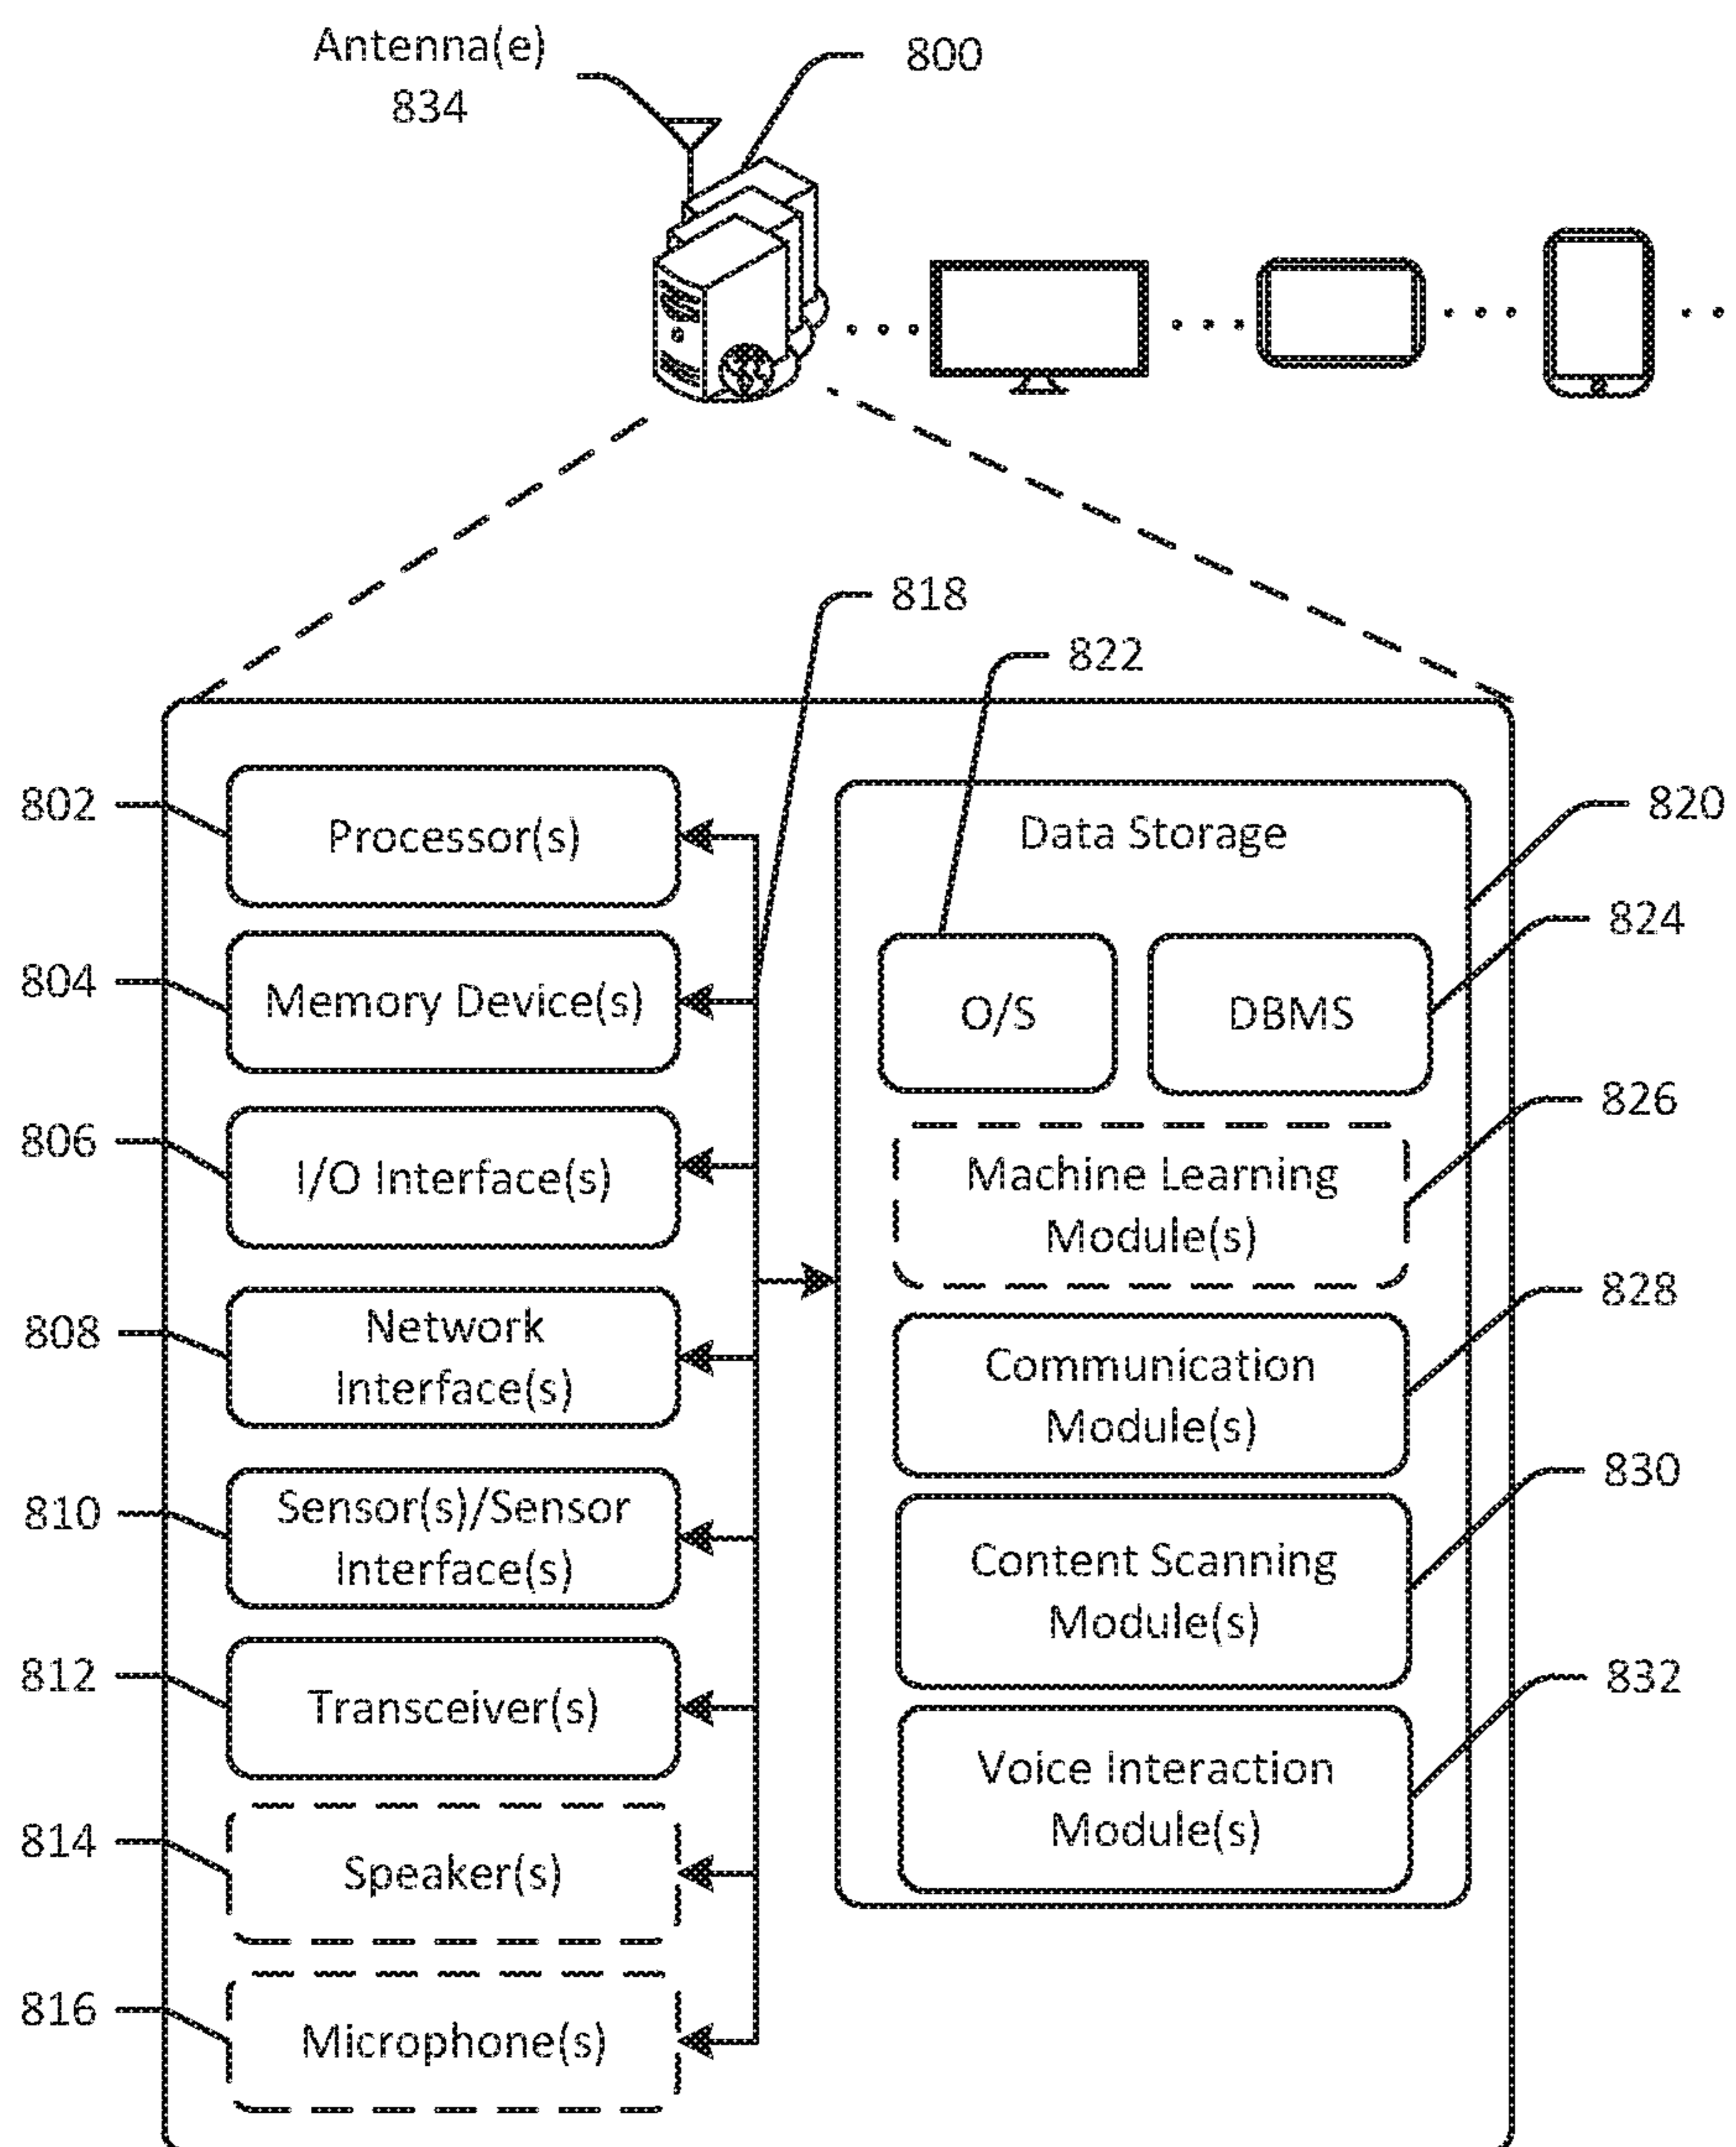 Antenna(e)
834
800
818
822
802
Processor(s)
804
Memory Device(s)
806
I/O Interface(s)
808
Network
Interface(s)
810
Sensor(s)/Sensor
Interface(s)
812
Transceiver(s)
814
Speaker(s)
816
Microphone(s)
Data Storage
820
O/S
DBMS
824
Machine Learning
Module(s)
826
Communication
Module(s)
828
Content Scanning
Module(s)
830
Voice Interaction
Module(s)
832